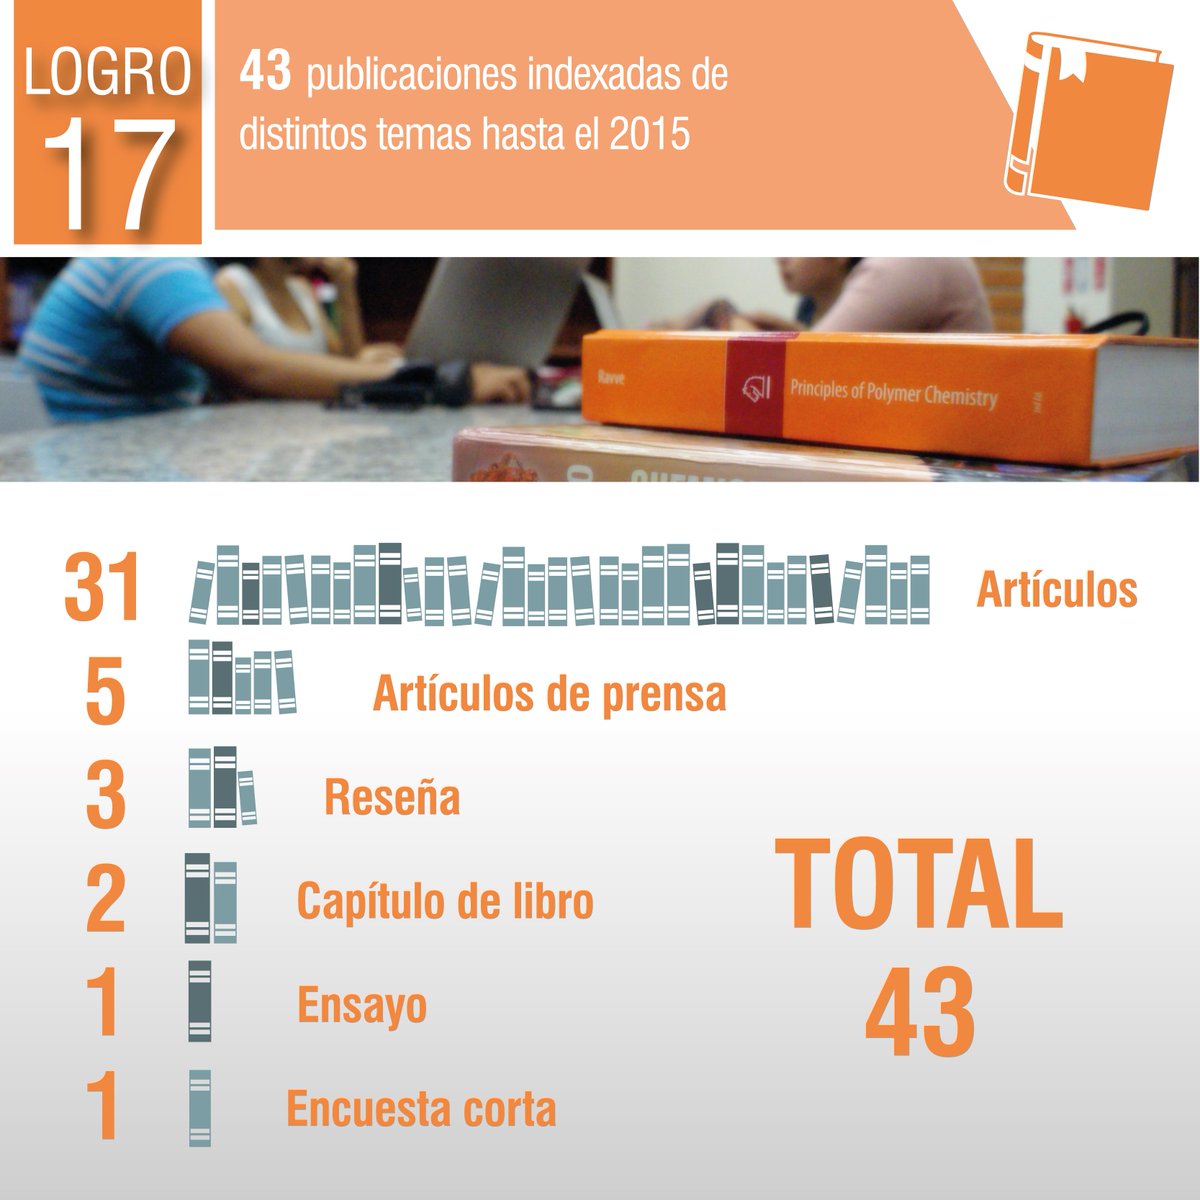 LOGRO
17
43 publicaciones indexadas de
distintos temas hasta el 2015
Ravve
Principles of Polymer Chemistry
31
Artículos
5
Artículos de prensa
3
Reseña
2
Capítulo de libro
1
Ensayo
1
Encuesta corta
TOTAL
43